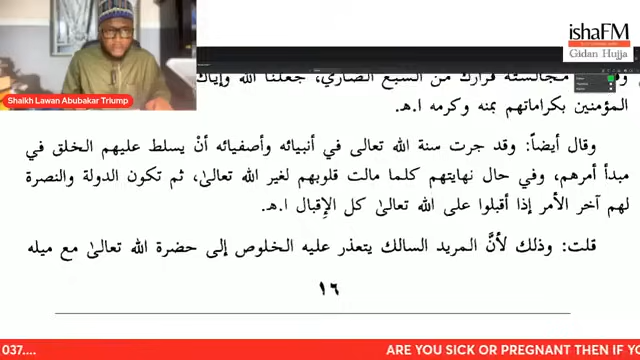 ishaFM
Gidan Hujja
Shaikh Lawan Abubakar Triump
مجالسته فرارك من السبع الضاري، جعلنا الله وإياك
المؤمنين بكراماتهم بمنه وكرمه ا.هـ.
وقال أيضاً: وقد جرت سنة الله تعالى في أنبيائه وأصفيائه أنْ يسلط عليهم الخلق في
مبدأ أمرهم، وفي حال نهايتهم كلما مالت قلوبهم لغير الله تعالىٰ، ثم تكون الدولة والنصرة
لهم آخر الأمر إذا أقبلوا على الله تعالىٰ كل الإِقبال ا.هـ.
قلت: وذلك لأنَّ المريد السالك يتعذر عليه الخلوص إلى حضرة الله تعالىٰ مع ميله
١٦
037.... ARE YOU SICK OR PREGNANT THEN IF YO